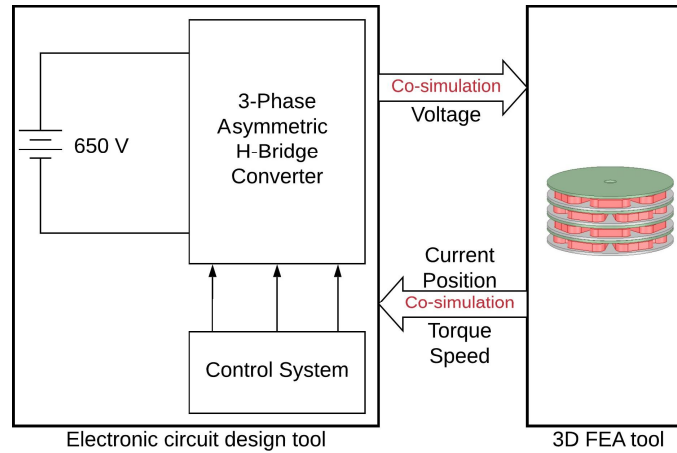 650 V
3-Phase
Asymmetric
H-Bridge
Converter
Control System
Electronic circuit design tool
Co-simulation
Voltage
Current
Position
Co-simulation
Torque
Speed
3D FEA tool